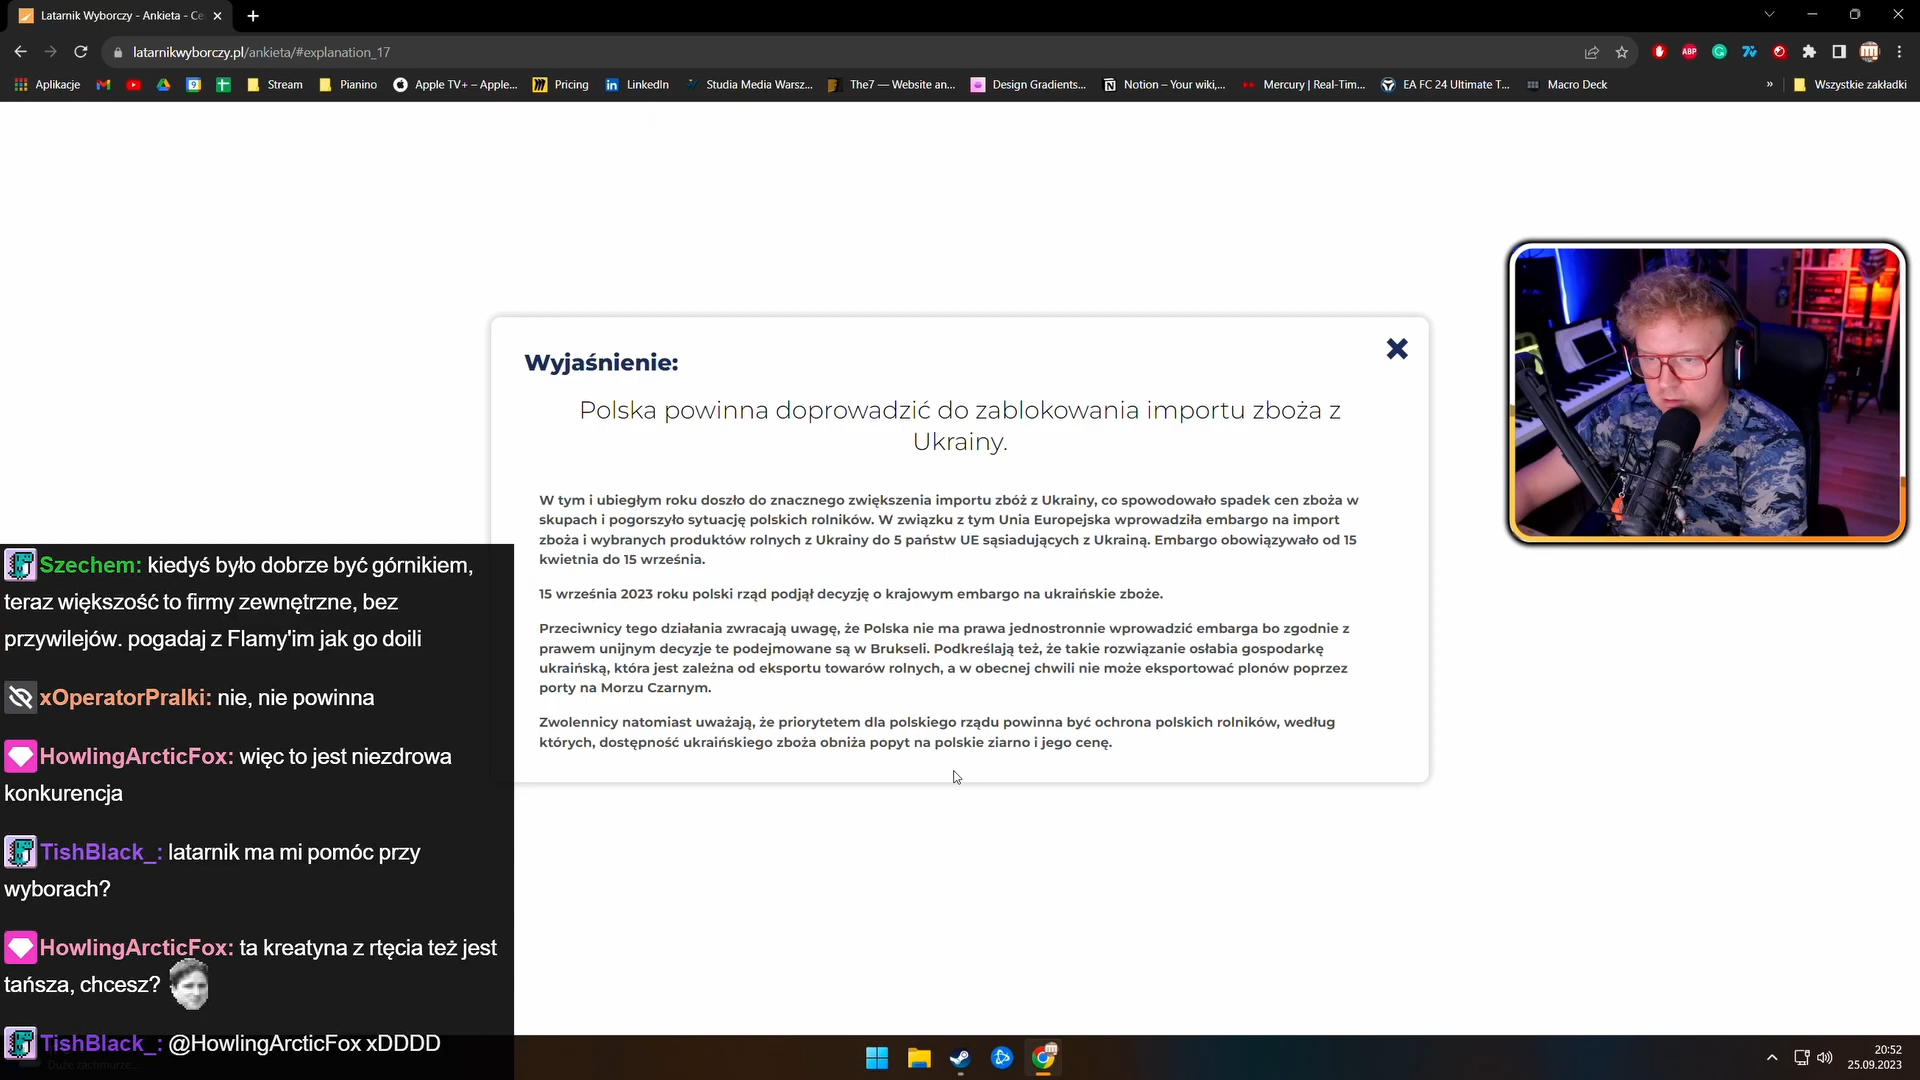 Latarnik Wyborczy - Ankieta - Ce
latarnikwyborczy.pl/ankieta/#explanation_17
Aplikacje
Stream
Pianino
Apple TV+ – Apple...
Pricing
LinkedIn
Studia Media Warsz...
The7 — Website an...
Design Gradients...
Notion – Your wiki,...
Mercury | Real-Tim...
EA FC 24 Ultimate T...
Macro Deck
»
Wszystkie zakładki
Wyjaśnienie:
Polska powinna doprowadzić do zablokowania importu zboża z
Ukrainy.
W tym i ubiegłym roku doszło do znacznego zwiększenia importu zbóż z Ukrainy, co spowodowało spadek cen zboża w
skupach i pogorszyło sytuację polskich rolników. W związku z tym Unia Europejska wprowadziła embargo na import
zboża i wybranych produktów rolnych z Ukrainy do 5 państw UE sąsiadujących z Ukrainą. Embargo obowiązywało od 15
kwietnia do 15 września.
15 września 2023 roku polski rząd podjął decyzję o krajowym embargo na ukraińskie zboże.
Przeciwnicy tego działania zwracają uwagę, że Polska nie ma prawa jednostronnie wprowadzić embarga bo zgodnie z
prawem unijnym decyzje te podejmowane są w Brukseli. Podkreślają też, że takie rozwiązanie osłabia gospodarkę
ukraińską, która jest zależna od eksportu towarów rolnych, a w obecnej chwili nie może eksportować plonów poprzez
porty na Morzu Czarnym.
Zwolennicy natomiast uważają, że priorytetem dla polskiego rządu powinna być ochrona polskich rolników, według
których, dostępność ukraińskiego zboża obniża popyt na polskie ziarno i jego cenę.
Szechem: kiedyś było dobrze być górnikiem,
teraz większość to firmy zewnętrzne, bez
przywilejów. pogadaj z Flamy'im jak go doili
xOperatorPralki: nie, nie powinna
HowlingArcticFox: więc to jest niezdrowa
konkurencja
TishBlack_: latarnik ma mi pomóc przy
wyborach?
HowlingArcticFox: ta kreatyna z rtęcia też jest
tańsza, chcesz?
TishBlack_: @HowlingArcticFox xDDDD
Duże zachmurze...
20:52
25.09.2023